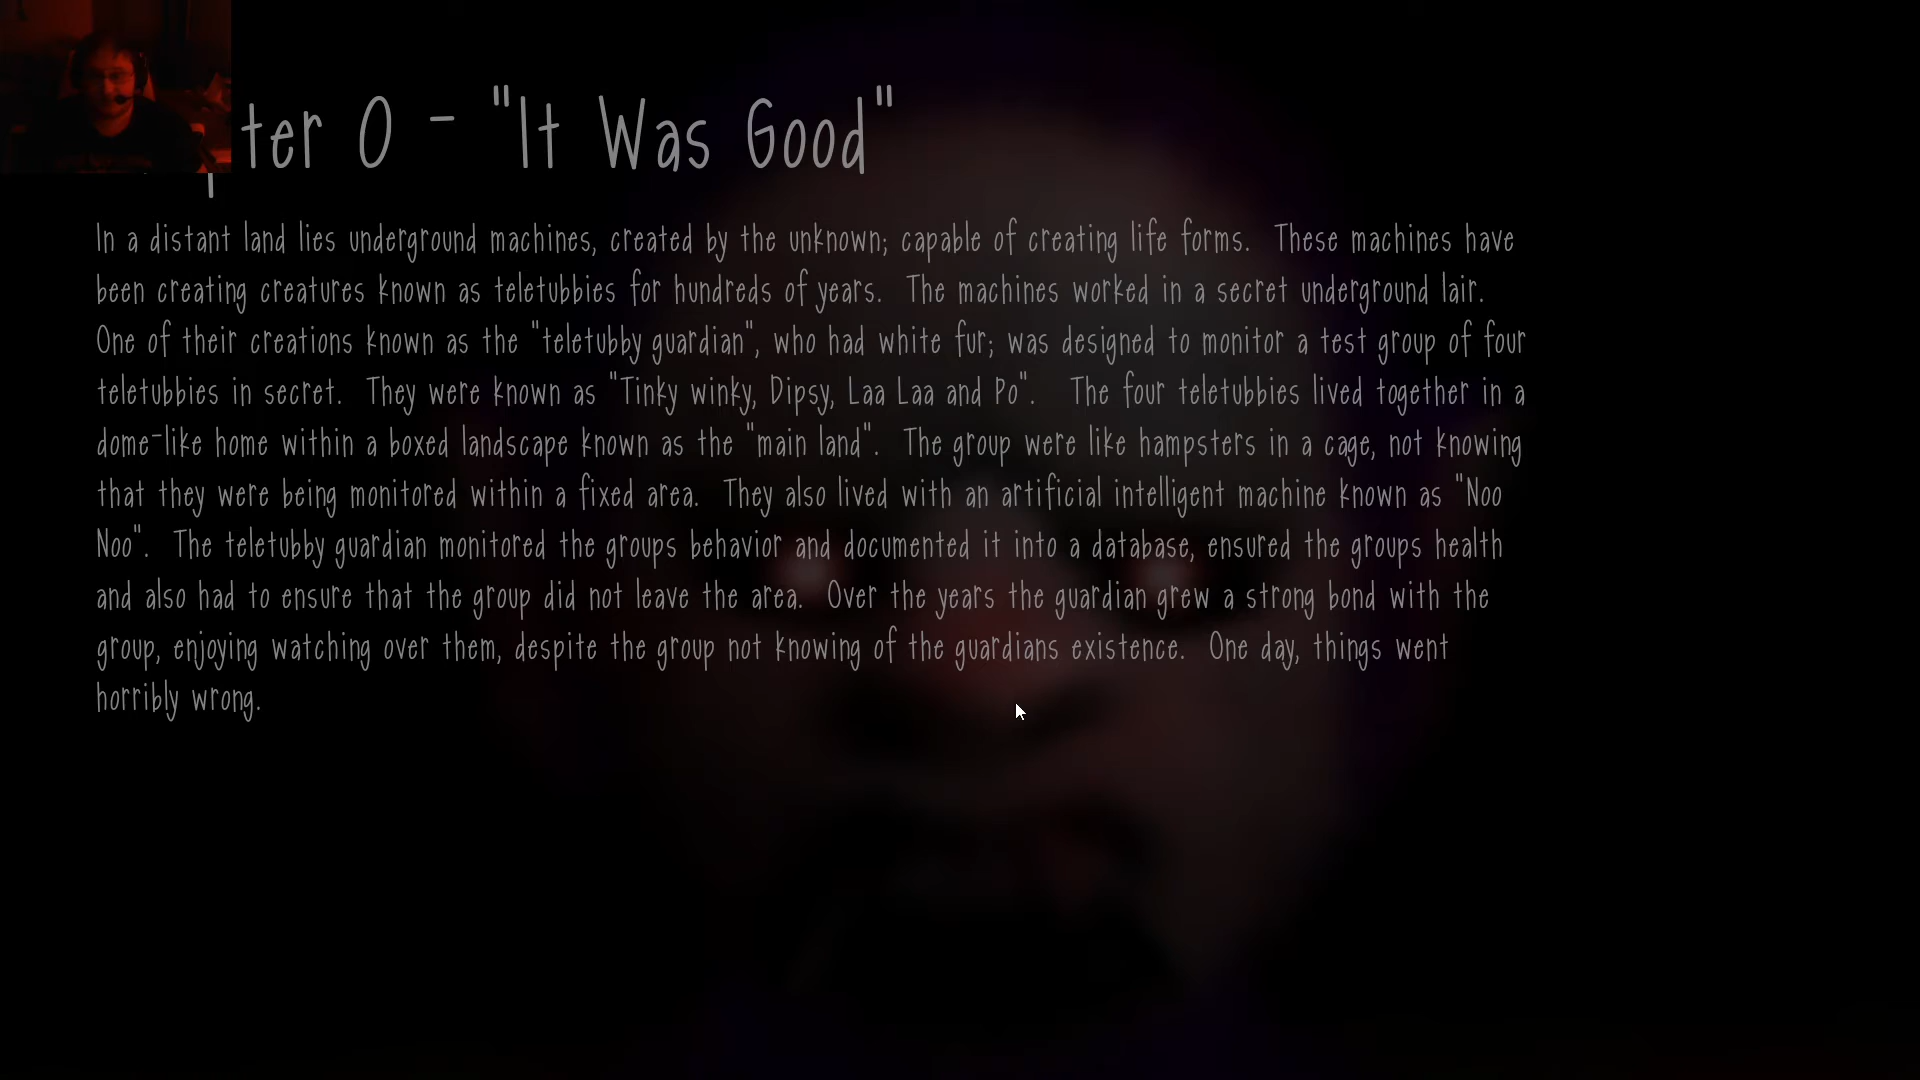 ter 0 - "It Was Good"
In a distant land lies underground machines, created by the unknown; capable of creating life forms. These machines have
been creating creatures known as teletubbies for hundreds of years. The machines worked in a secret underground lair.
One of their creations known as the "teletubby guardian", who had white fur; was designed to monitor a test group of four
teletubbies in secret. They were known as "Tinky winky, Dipsy, Laa Laa and Po". The four teletubbies lived together in a
dome-like home within a boxed landscape known as the "main land". The group were like hampsters in a cage, not knowing
that they were being monitored within a fixed area. They also lived with an artificial intelligent machine known as "Noo
Noo". The teletubby guardian monitored the groups behavior and documented it into a database, ensured the groups health
and also had to ensure that the group did not leave the area. Over the years the guardian grew a strong bond with the
group, enjoying watching over them, despite the group not knowing of the guardians existence. One day, things went
horribly wrong.